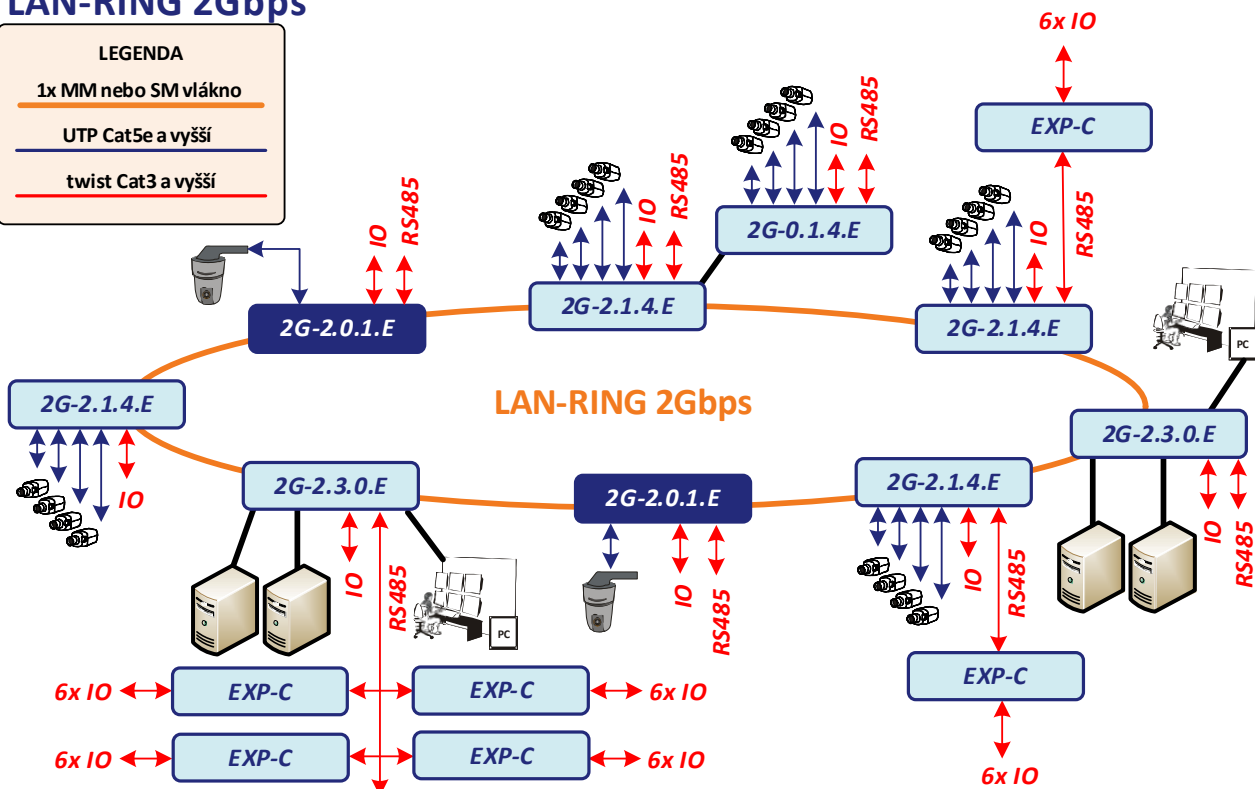 LAN-RING 2Gbps
LEGENDA
1x MM nebo SM vlákno
UTP Cat5e a vyšší
twist Cat3 a vyšší
6x IO
EXP-C
RS485
IO
RS485
2G-0.1.4.E
IO
RS485
2G-2.1.4.E
IO
RS485
2G-2.0.1.E
IO
2G-2.1.4.E
PC
LAN-RING 2Gbps
2G-2.1.4.E
IO
2G-2.3.0.E
IO
RS485
PC
2G-2.0.1.E
IO
RS485
2G-2.1.4.E
IO
RS485
2G-2.3.0.E
IO
RS485
6x IO
EXP-C
EXP-C
6x IO
6x IO
EXP-C
EXP-C
6x IO
EXP-C
6x IO